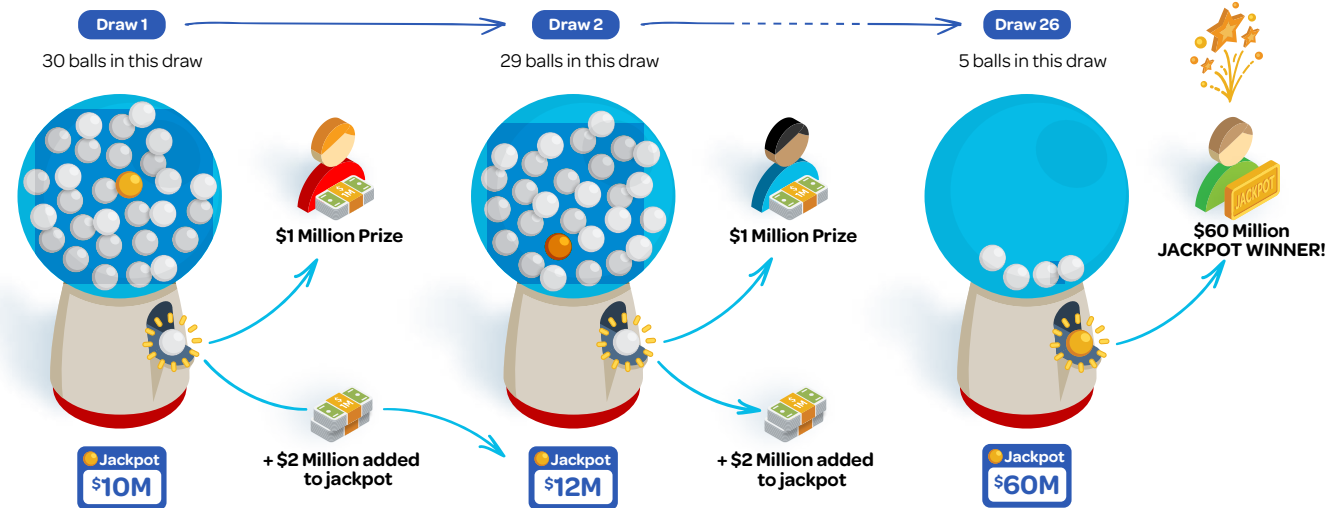 Draw 1
Draw 2
Draw 26
30 balls in this draw
29 balls in this draw
5 balls in this draw
$1 Million Prize
$1 Million Prize
$60 Million
JACKPOT WINNER!
JACKPOT
+ $2 Million added
to jackpot
+ $2 Million added
to jackpot
Jackpot
$10M
Jackpot
$12M
Jackpot
$60M